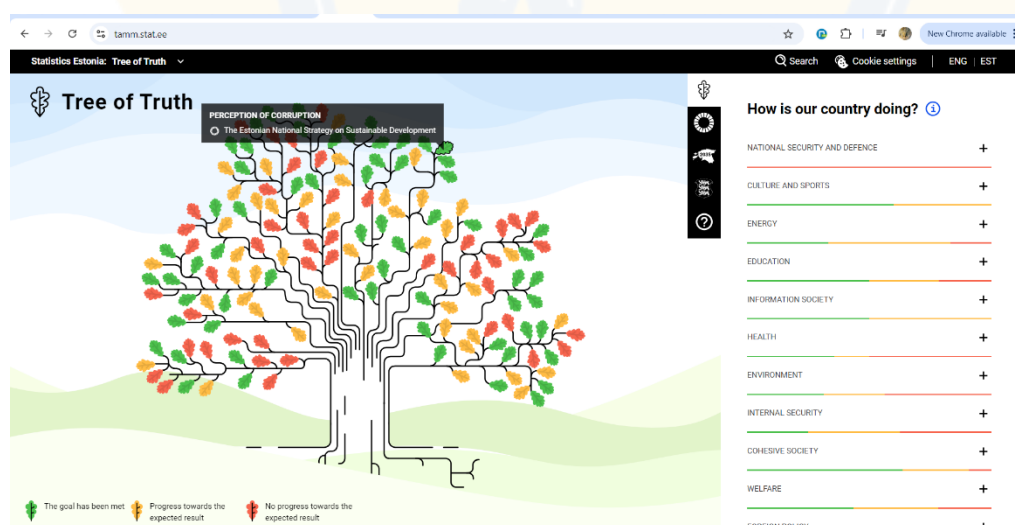 tamm.stat.ee
New Chrome available
Statistics Estonia: Tree of Truth
Search
Cookie settings
ENG | EST
Tree of Truth
PERCEPTION OF CORRUPTION
The Estonian National Strategy on Sustainable Development
How is our country doing?
NATIONAL SECURITY AND DEFENCE
CULTURE AND SPORTS
ENERGY
EDUCATION
INFORMATION SOCIETY
HEALTH
ENVIRONMENT
INTERNAL SECURITY
COHESIVE SOCIETY
WELFARE
FOREIGN POLICY
The goal has been met
Progress towards the
expected result
No progress towards the
expected result